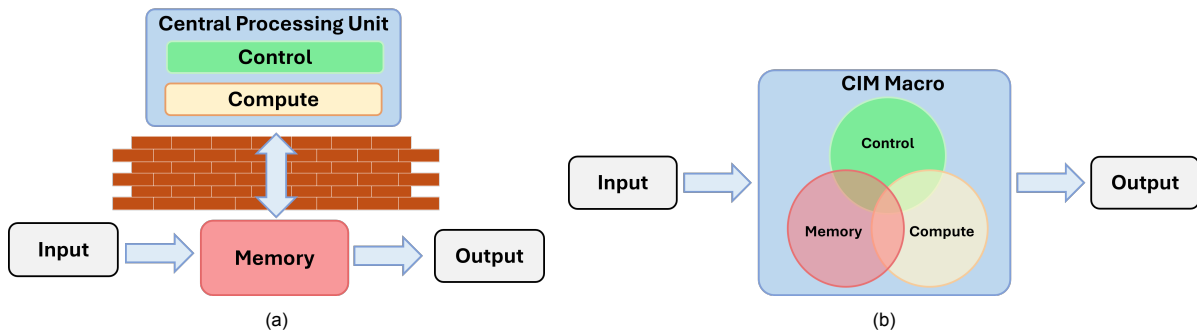 Central Processing Unit
Control
Compute
Input
Memory
Output
(a)
CIM Macro
Control
Input
Memory
Compute
Output
(b)